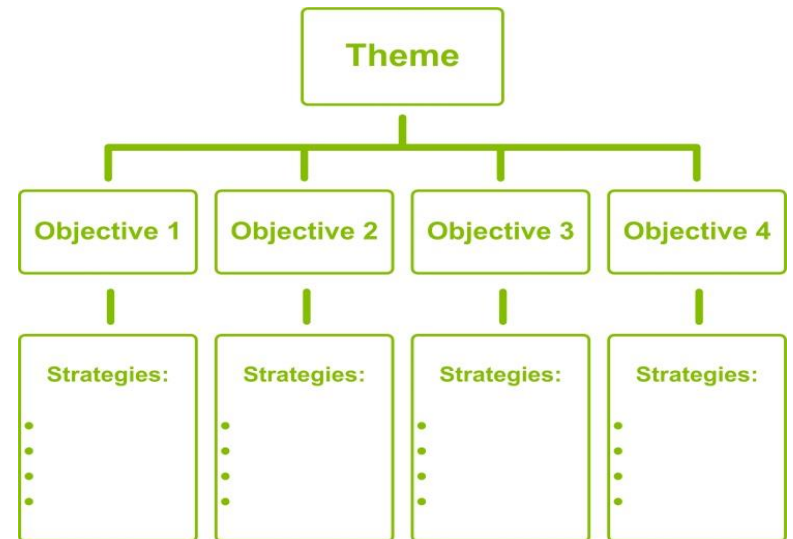 Theme
Objective 1
Objective 2
Objective 3
Objective 4
Strategies:
Strategies:
Strategies:
Strategies: